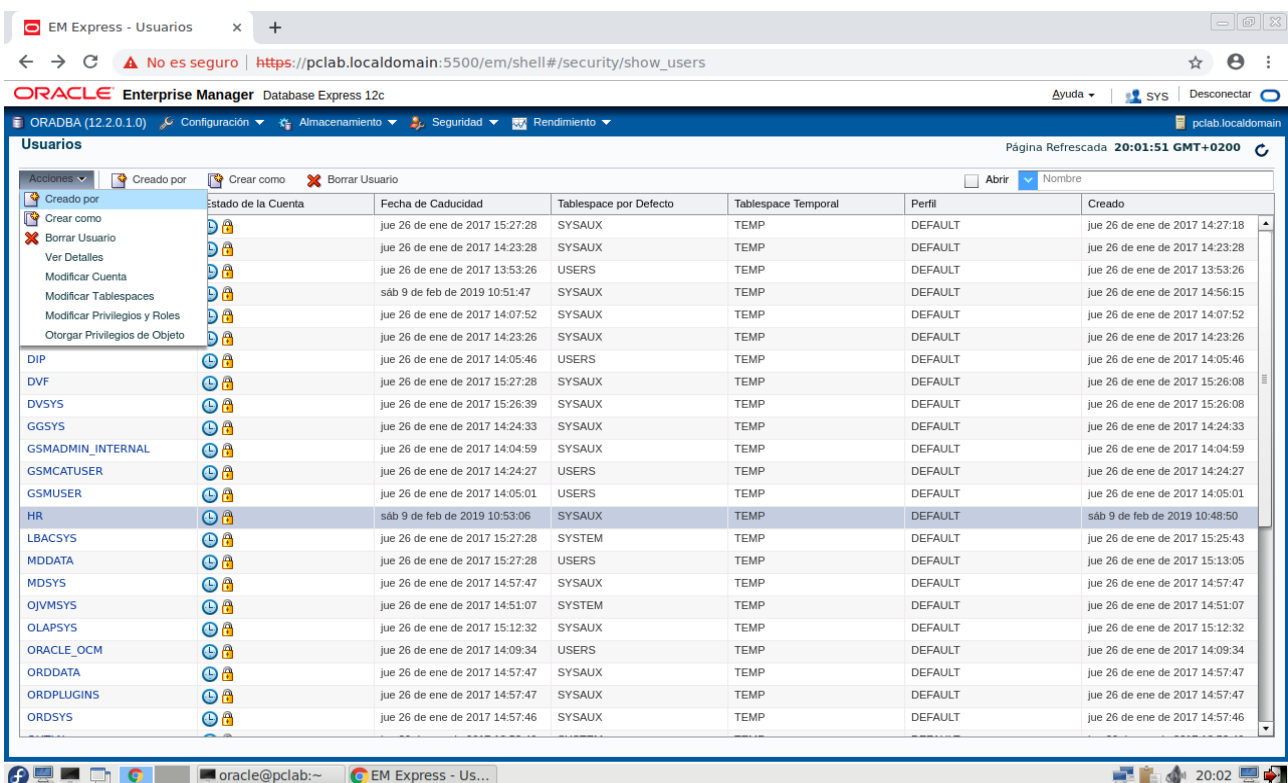 EM Express - Usuarios
No es seguro | https://pclab.localdomain:5500/em/shell#/security/show_users
ORACLE Enterprise Manager Database Express 12c Ayuda SYS Desconectar
ORADBA (12.2.0.1.0) Configuración Almacenamiento Seguridad Rendimiento pclab.localdomain
Usuarios
Página Refrescada 20:01:51 GMT+0200
Acciones Creado por Crear como Borrar Usuario Abrir Nombre
Creado por
Crear como
Borrar Usuario
Ver Detalles
Modificar Cuenta
Modificar Tablespaces
Modificar Privilegios y Roles
Otorgar Privilegios de Objeto
Estado de la Cuenta Fecha de Caducidad Tablespace por Defecto Tablespace Temporal Perfil Creado
jue 26 de ene de 2017 15:27:28 SYSAUX TEMP DEFAULT jue 26 de ene de 2017 14:27:18
jue 26 de ene de 2017 14:23:28 SYSAUX TEMP DEFAULT jue 26 de ene de 2017 14:23:28
jue 26 de ene de 2017 13:53:26 USERS TEMP DEFAULT jue 26 de ene de 2017 13:53:26
sáb 9 de feb de 2019 10:51:47 SYSAUX TEMP DEFAULT jue 26 de ene de 2017 14:56:15
jue 26 de ene de 2017 14:07:52 SYSAUX TEMP DEFAULT jue 26 de ene de 2017 14:07:52
jue 26 de ene de 2017 14:23:26 SYSAUX TEMP DEFAULT jue 26 de ene de 2017 14:23:26
DIP jue 26 de ene de 2017 14:05:46 USERS TEMP DEFAULT jue 26 de ene de 2017 14:05:46
DVF jue 26 de ene de 2017 15:27:28 SYSAUX TEMP DEFAULT jue 26 de ene de 2017 15:26:08
DVSYS jue 26 de ene de 2017 15:26:39 SYSAUX TEMP DEFAULT jue 26 de ene de 2017 15:26:08
GGSYS jue 26 de ene de 2017 14:24:33 SYSAUX TEMP DEFAULT jue 26 de ene de 2017 14:24:33
GSMADMIN_INTERNAL jue 26 de ene de 2017 14:04:59 SYSAUX TEMP DEFAULT jue 26 de ene de 2017 14:04:59
GSMCATUSER jue 26 de ene de 2017 14:24:27 USERS TEMP DEFAULT jue 26 de ene de 2017 14:24:27
GSMUSER jue 26 de ene de 2017 14:05:01 USERS TEMP DEFAULT jue 26 de ene de 2017 14:05:01
HR sáb 9 de feb de 2019 10:53:06 SYSAUX TEMP DEFAULT sáb 9 de feb de 2019 10:48:50
LBACSYS jue 26 de ene de 2017 15:27:28 SYSTEM TEMP DEFAULT jue 26 de ene de 2017 15:25:43
MDDATA jue 26 de ene de 2017 15:27:28 USERS TEMP DEFAULT jue 26 de ene de 2017 15:13:05
MDSYS jue 26 de ene de 2017 14:57:47 SYSAUX TEMP DEFAULT jue 26 de ene de 2017 14:57:47
OJVMSYS jue 26 de ene de 2017 14:51:07 SYSTEM TEMP DEFAULT jue 26 de ene de 2017 14:51:07
OLAPSYS jue 26 de ene de 2017 15:12:32 SYSAUX TEMP DEFAULT jue 26 de ene de 2017 15:12:32
ORACLE_OCM jue 26 de ene de 2017 14:09:34 USERS TEMP DEFAULT jue 26 de ene de 2017 14:09:34
ORDDATA jue 26 de ene de 2017 14:57:47 SYSAUX TEMP DEFAULT jue 26 de ene de 2017 14:57:47
ORDPLUGINS jue 26 de ene de 2017 14:57:47 SYSAUX TEMP DEFAULT jue 26 de ene de 2017 14:57:47
ORDSYS jue 26 de ene de 2017 14:57:46 SYSAUX TEMP DEFAULT jue 26 de ene de 2017 14:57:46
oracle@pclab:~ EM Express - Us... 20:02